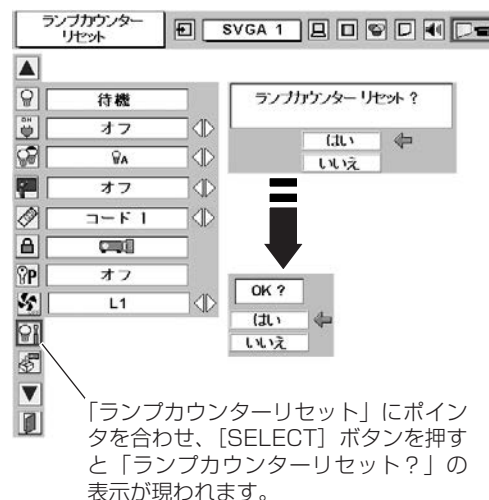 ランプカウンター
リセット
SVGA 1
待機
オフ
A
オフ
コード 1
P
オフ
L1
ランプカウンター リセット？
はい
いいえ
OK？
はい
いいえ
「ランプカウンターリセット」にポイン
タを合わせ、［SELECT］ボタンを押す
と「ランプカウンターリセット？」の
表示が現われます。